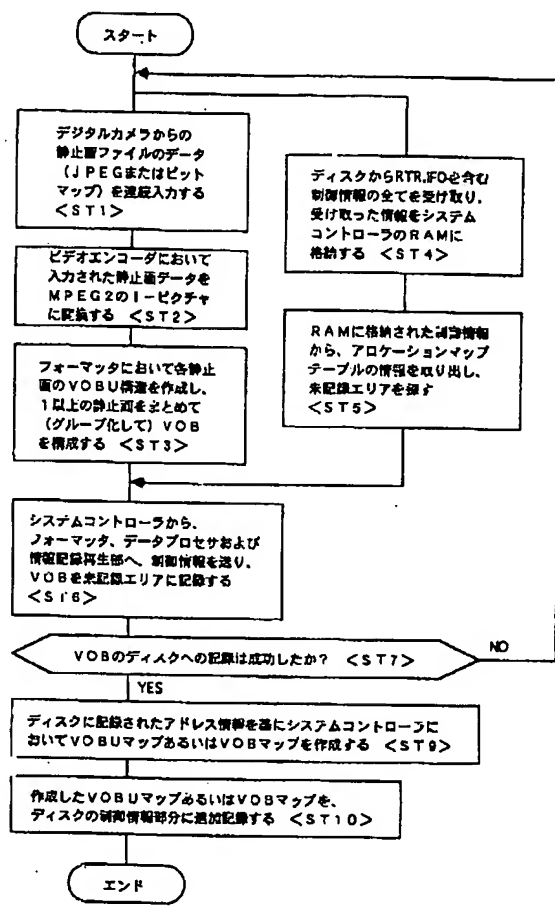 スタート
デジタルカメラからの
静止画ファイルのデータ
(JPEGまたはビット
マップ)を連続入力する
<ST1>
ビデオエンコーダにおいて
入力された静止画データを
MPEG2のI-ピクチャ
に変換する <ST2>
フォーマッタにおいて各静止
画のVOBU構造を作成し、
1以上の静止画をまとめて
(グループ化して)VOB
を構成する <ST3>
ディスクからRTR.IFOを含む
制御情報の全てを受け取り、
受け取った情報をシステム
コントローラのRAMに
格納する <ST4>
RAMに格納された制御情報
から、アロケーションマップ
テーブルの情報を取り出し、
未記録エリアを探す
<ST5>
システムコントローラから、
フォーマッタ、データプロセサおよび
情報記録再生部へ、制御情報を送り、
VOBを未記録エリアに記録する
<ST6>
VOBのディスクへの記録は成功したか? <ST7>
NO
YES
ディスクに記録されたアドレス情報を基にシステムコントローラに
おいてVOBUマップあるいはVOBマップを作成する <ST9>
作成したVOBUマップあるいはVOBマップを、
ディスクの制御情報部分に追加記録する <ST10>
エンド